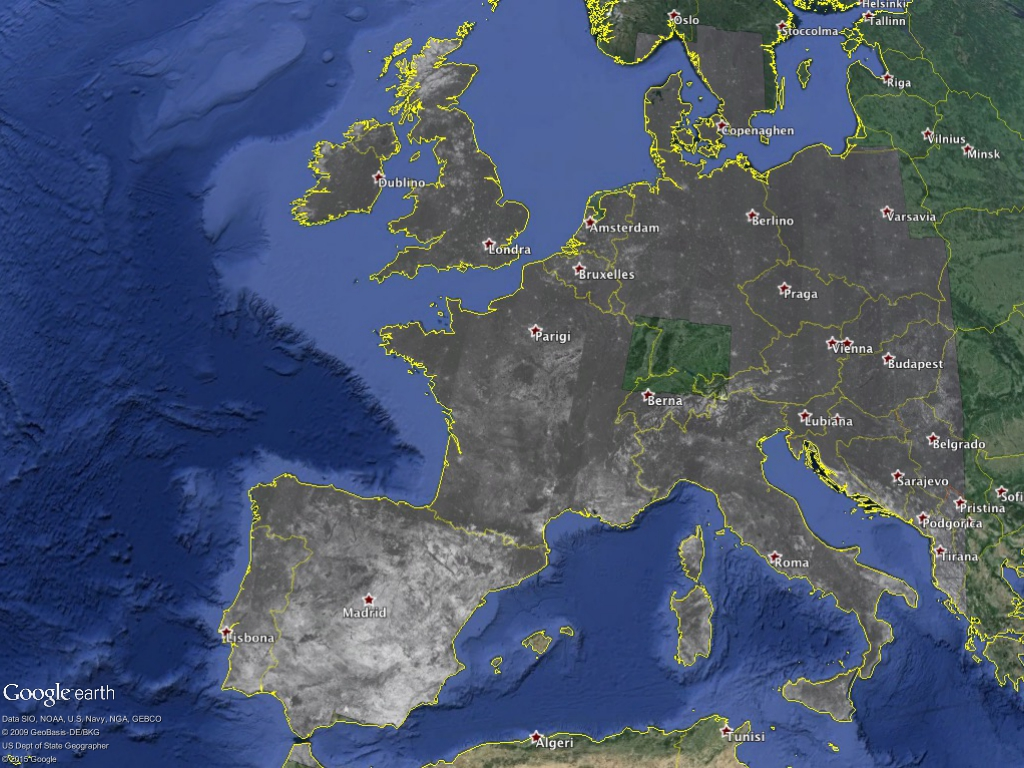 Helsinki
Oslo
Tallinn
Stoccolma
Riga
Copenaghen
Vilnius
Minsk
Dublino
Varsavia
Berlino
Amsterdam
Londra
Bruxelles
Praga
Parigi
Vienna
Budapest
Berna
Lubiana
Belgrado
Sarajevo
Sofi
Pristina
Podgorica
Tirana
Roma
Madrid
Lisbona
Google earth
Data SIO, NOAA, U.S. Navy, NGA, GEBCO
© 2009 GeoBasis-DE/BKG
US Dept of State Geographer
© 2015 Google
Algeri
Tunisi